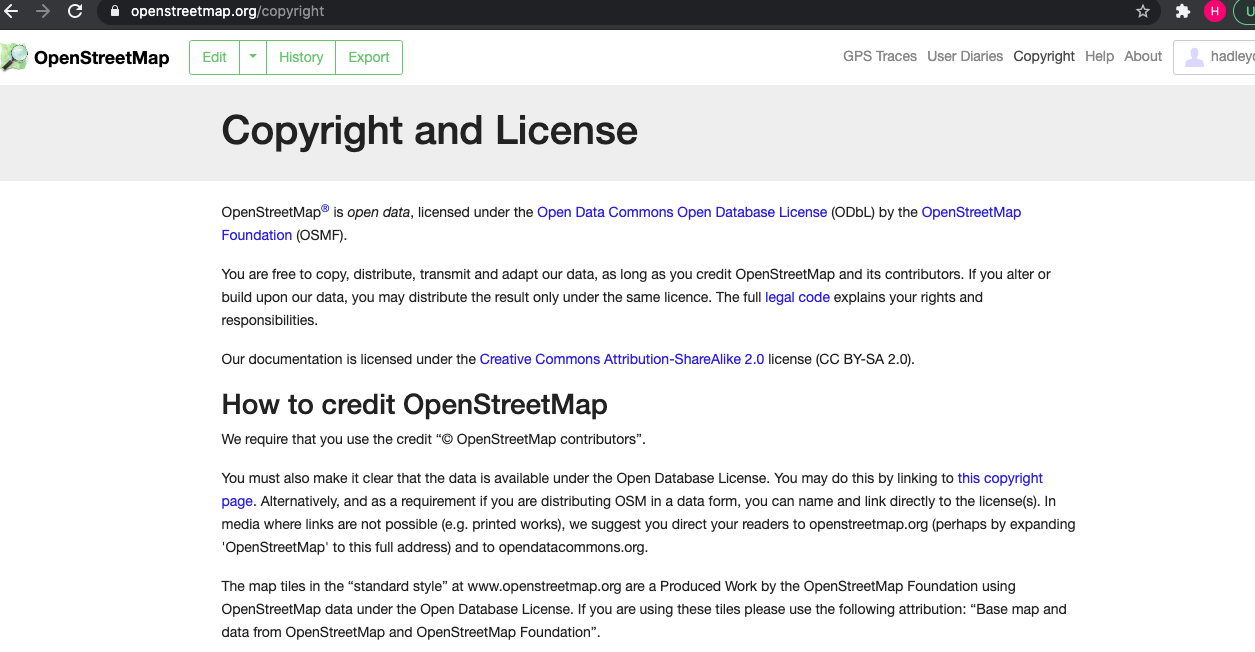 openstreetmap.org/copyright
H
U
OpenStreetMap
Edit
History
Export
GPS Traces
User Diaries
Copyright
Help
About
hadleyc
Copyright and License
OpenStreetMap® is open data, licensed under the Open Data Commons Open Database License (ODbL) by the OpenStreetMap
Foundation (OSMF).
You are free to copy, distribute, transmit and adapt our data, as long as you credit OpenStreetMap and its contributors. If you alter or
build upon our data, you may distribute the result only under the same licence. The full legal code explains your rights and
responsibilities.
Our documentation is licensed under the Creative Commons Attribution-ShareAlike 2.0 license (CC BY-SA 2.0).
How to credit OpenStreetMap
We require that you use the credit “© OpenStreetMap contributors”.
You must also make it clear that the data is available under the Open Database License. You may do this by linking to this copyright
page. Alternatively, and as a requirement if you are distributing OSM in a data form, you can name and link directly to the license(s). In
media where links are not possible (e.g. printed works), we suggest you direct your readers to openstreetmap.org (perhaps by expanding
'OpenStreetMap' to this full address) and to opendatacommons.org.
The map tiles in the “standard style” at www.openstreetmap.org are a Produced Work by the OpenStreetMap Foundation using
OpenStreetMap data under the Open Database License. If you are using these tiles please use the following attribution: “Base map and
data from OpenStreetMap and OpenStreetMap Foundation”.